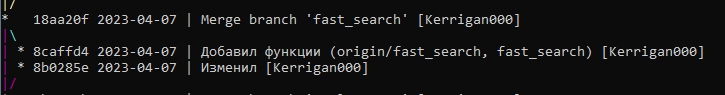 |/
*   18aa20f 2023-04-07 | Merge branch 'fast_search' [Kerrigan000]
|\
| * 8caffd4 2023-04-07 | Добавил функции (origin/fast_search, fast_search) [Kerrigan000]
| * 8b0285e 2023-04-07 | Изменил [Kerrigan000]
|/